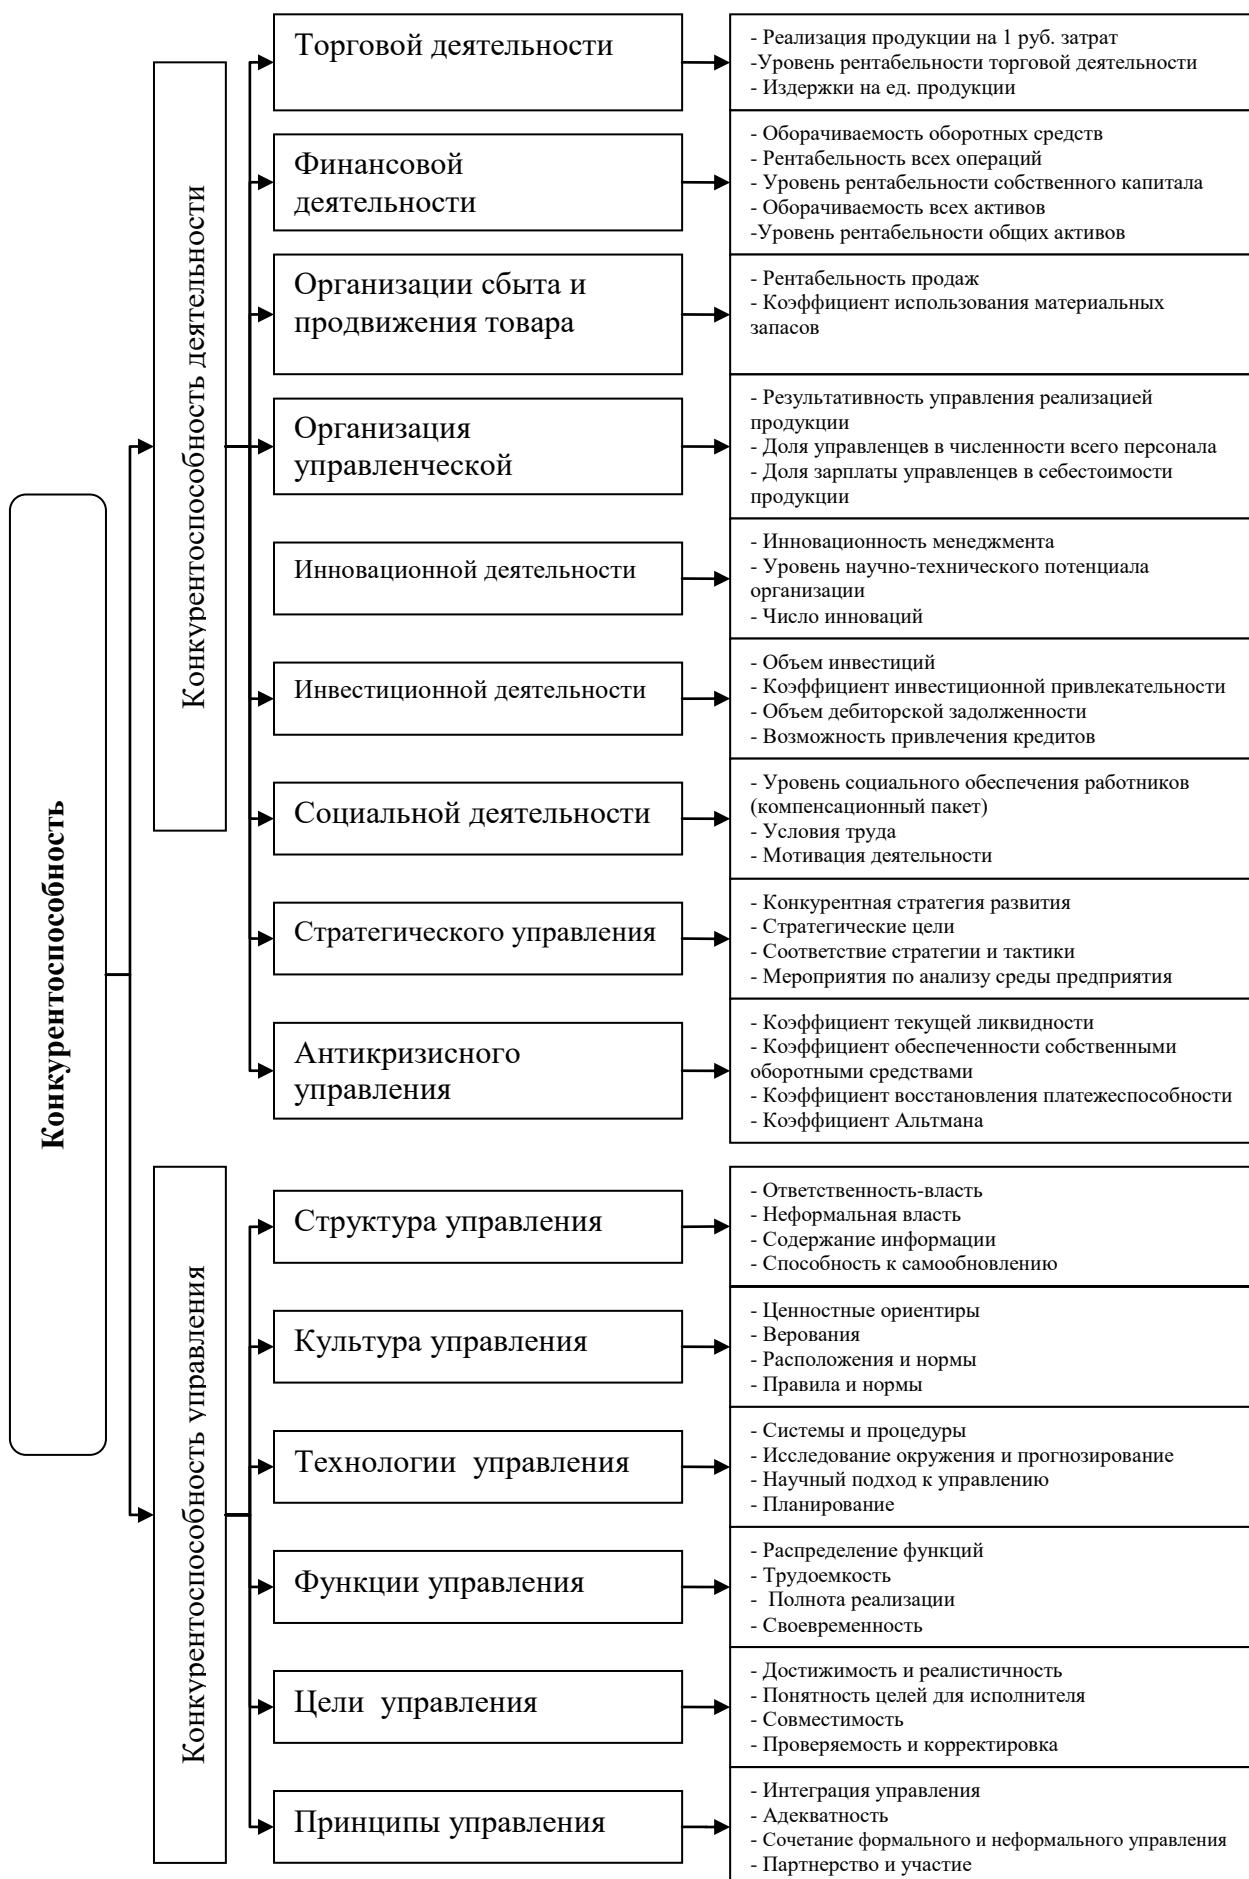 Конкурентоспособность
Конкурентоспособность деятельности
Торговой деятельности
- Реализация продукции на 1 руб. затрат
-Уровень рентабельности торговой деятельности
- Издержки на ед. продукции
Финансовой
деятельности
- Оборачиваемость оборотных средств
- Рентабельность всех операций
- Уровень рентабельности собственного капитала
- Оборачиваемость всех активов
-Уровень рентабельности общих активов
Организации сбыта и
продвижения товара
- Рентабельность продаж
- Коэффициент использования материальных
запасов
Организация
управленческой
- Результативность управления реализацией
продукции
- Доля управленцев в численности всего персонала
- Доля зарплаты управленцев в себестоимости
продукции
Инновационной деятельности
- Инновационность менеджмента
- Уровень научно-технического потенциала
организации
- Число инноваций
Инвестиционной деятельности
- Объем инвестиций
- Коэффициент инвестиционной привлекательности
- Объем дебиторской задолженности
- Возможность привлечения кредитов
Социальной деятельности
- Уровень социального обеспечения работников
(компенсационный пакет)
- Условия труда
- Мотивация деятельности
Стратегического управления
- Конкурентная стратегия развития
- Стратегические цели
- Соответствие стратегии и тактики
- Мероприятия по анализу среды предприятия
Антикризисного
управления
- Коэффициент текущей ликвидности
- Коэффициент обеспеченности собственными
оборотными средствами
- Коэффициент восстановления платежеспособности
- Коэффициент Альтмана
Конкурентоспособность управления
Структура управления
- Ответственность-власть
- Неформальная власть
- Содержание информации
- Способность к самообновлению
Культура управления
- Ценностные ориентиры
- Верования
- Расположения и нормы
- Правила и нормы
Технологии управления
- Системы и процедуры
- Исследование окружения и прогнозирование
- Научный подход к управлению
- Планирование
Функции управления
- Распределение функций
- Трудоемкость
- Полнота реализации
- Своевременность
Цели управления
- Достижимость и реалистичность
- Понятность целей для исполнителя
- Совместимость
- Проверяемость и корректировка
Принципы управления
- Интеграция управления
- Адекватность
- Сочетание формального и неформального управления
- Партнерство и участие